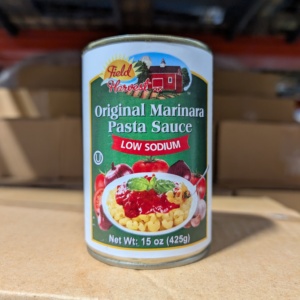 Field
Harvest
Original Marinara
Pasta Sauce
LOW SODIUM
Net Wt: 15 oz (425g)